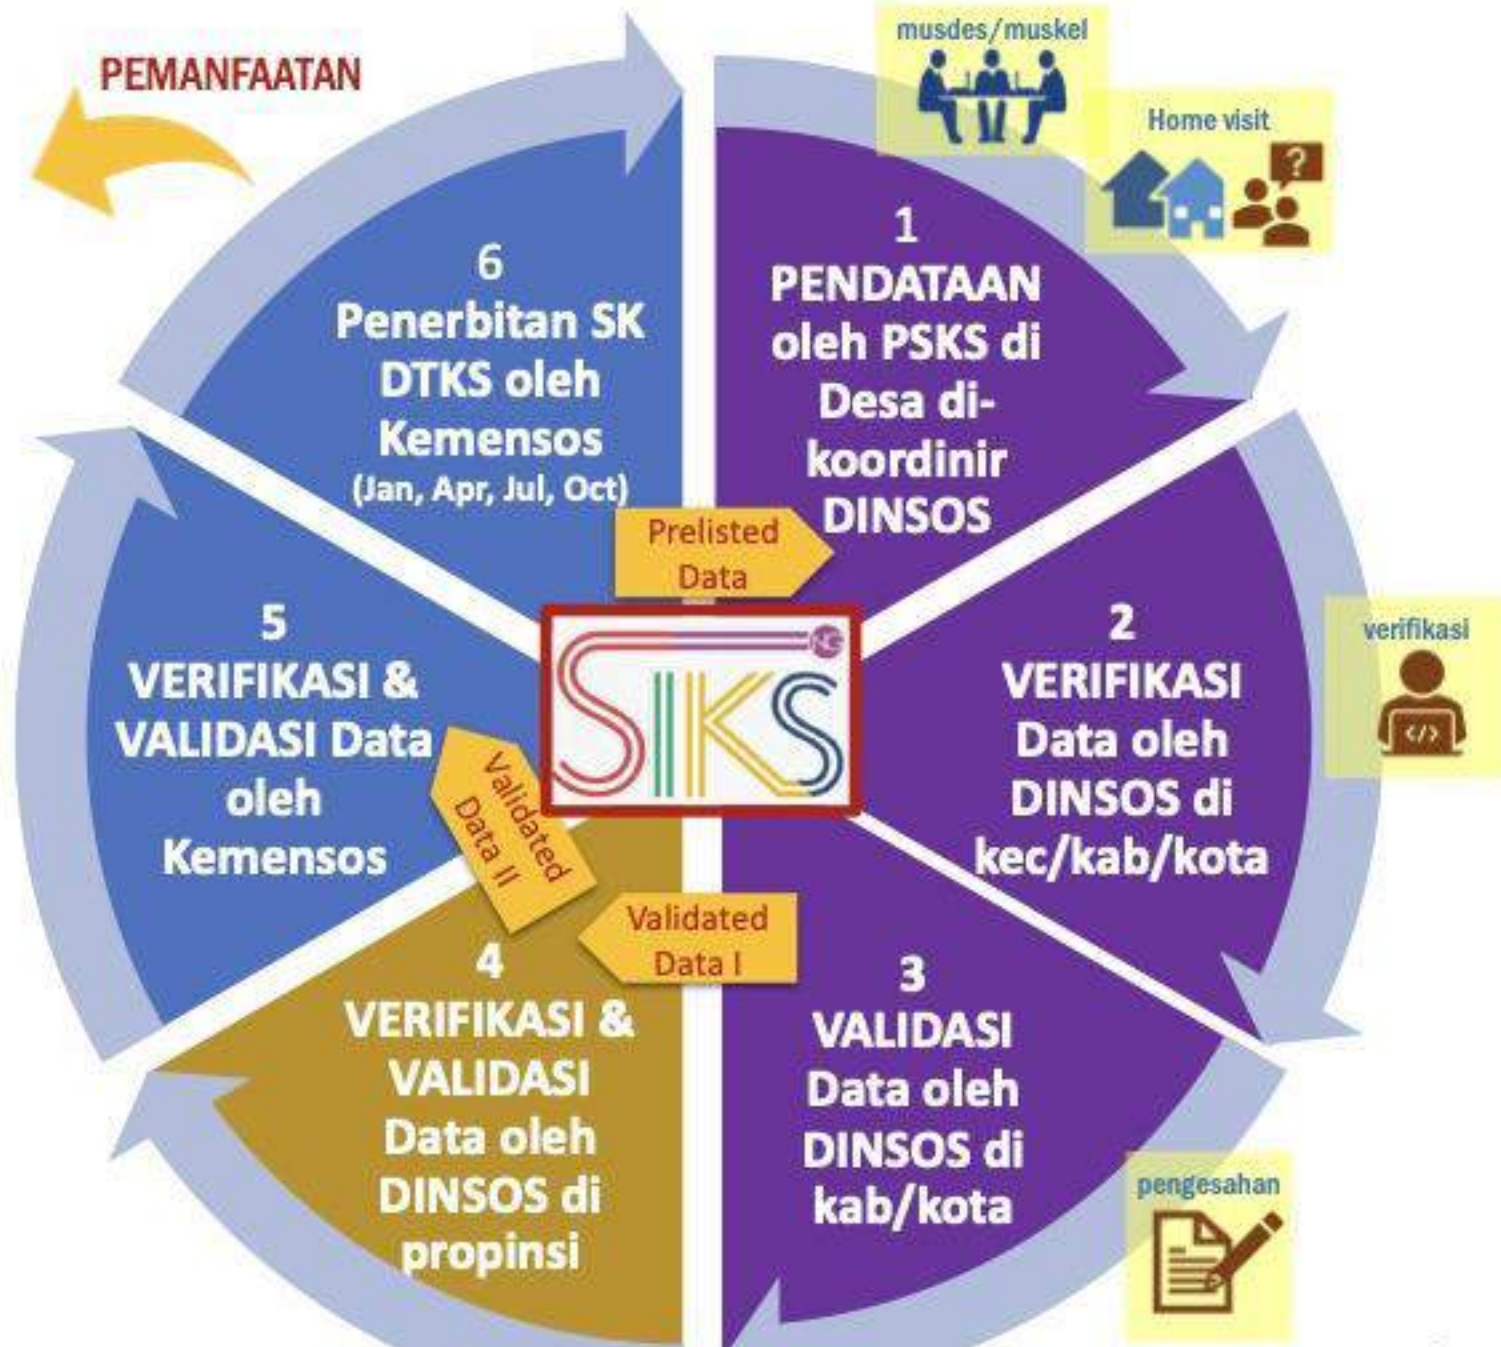 PEMANFAATAN
musdes/muskel
Home visit
1
PENDATAAN
oleh PSKS di
Desa di-
koordinir
DINSOS
2
VERIFIKASI
Data oleh
DINSOS di
kec/kab/kota
verifikasi
</>
3
VALIDASI
Data oleh
DINSOS di
kab/kota
pengesahan
4
VERIFIKASI &
VALIDASI
Data oleh
DINSOS di
propinsi
5
VERIFIKASI &
VALIDASI Data
oleh
Kemensos
6
Penerbitan SK
DTKS oleh
Kemensos
(Jan, Apr, Jul, Oct)
Prelisted
Data
SIKS
NG
Validated
Data I
Validated
Data II
?